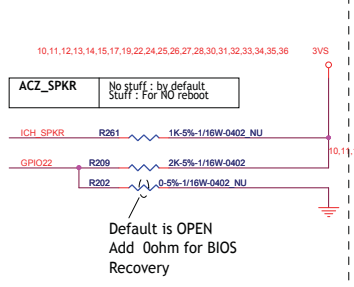 10,11,12,13,14,15,17,19,22,24,25,26,27,28,30,31,32,33,34,35,36 3VS
ACZ_SPKR No stuff : by default
Stuff : For NO reboot
ICH_SPKR R261 1K-5%-1/16W-0402_NU
GPIO22 R209 2K-5%-1/16W-0402
10,11,
R202 0-5%-1/16W-0402_NU
Default is OPEN
Add 0ohm for BIOS
Recovery